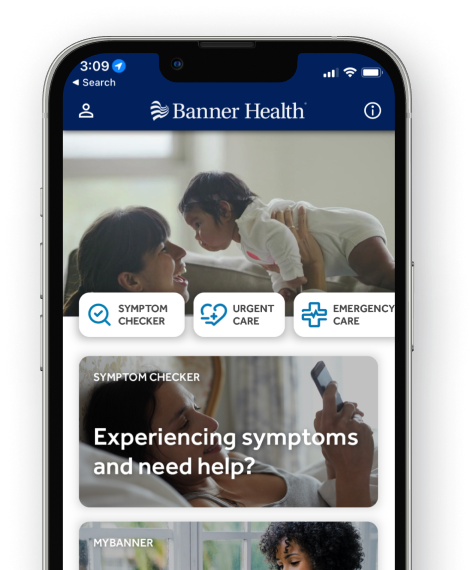 3:09
◀ Search
Banner Health
SYMPTOM
CHECKER
URGENT
CARE
EMERGENCY
CARE
SYMPTOM CHECKER
Experiencing symptoms
and need help?
MYBANNER